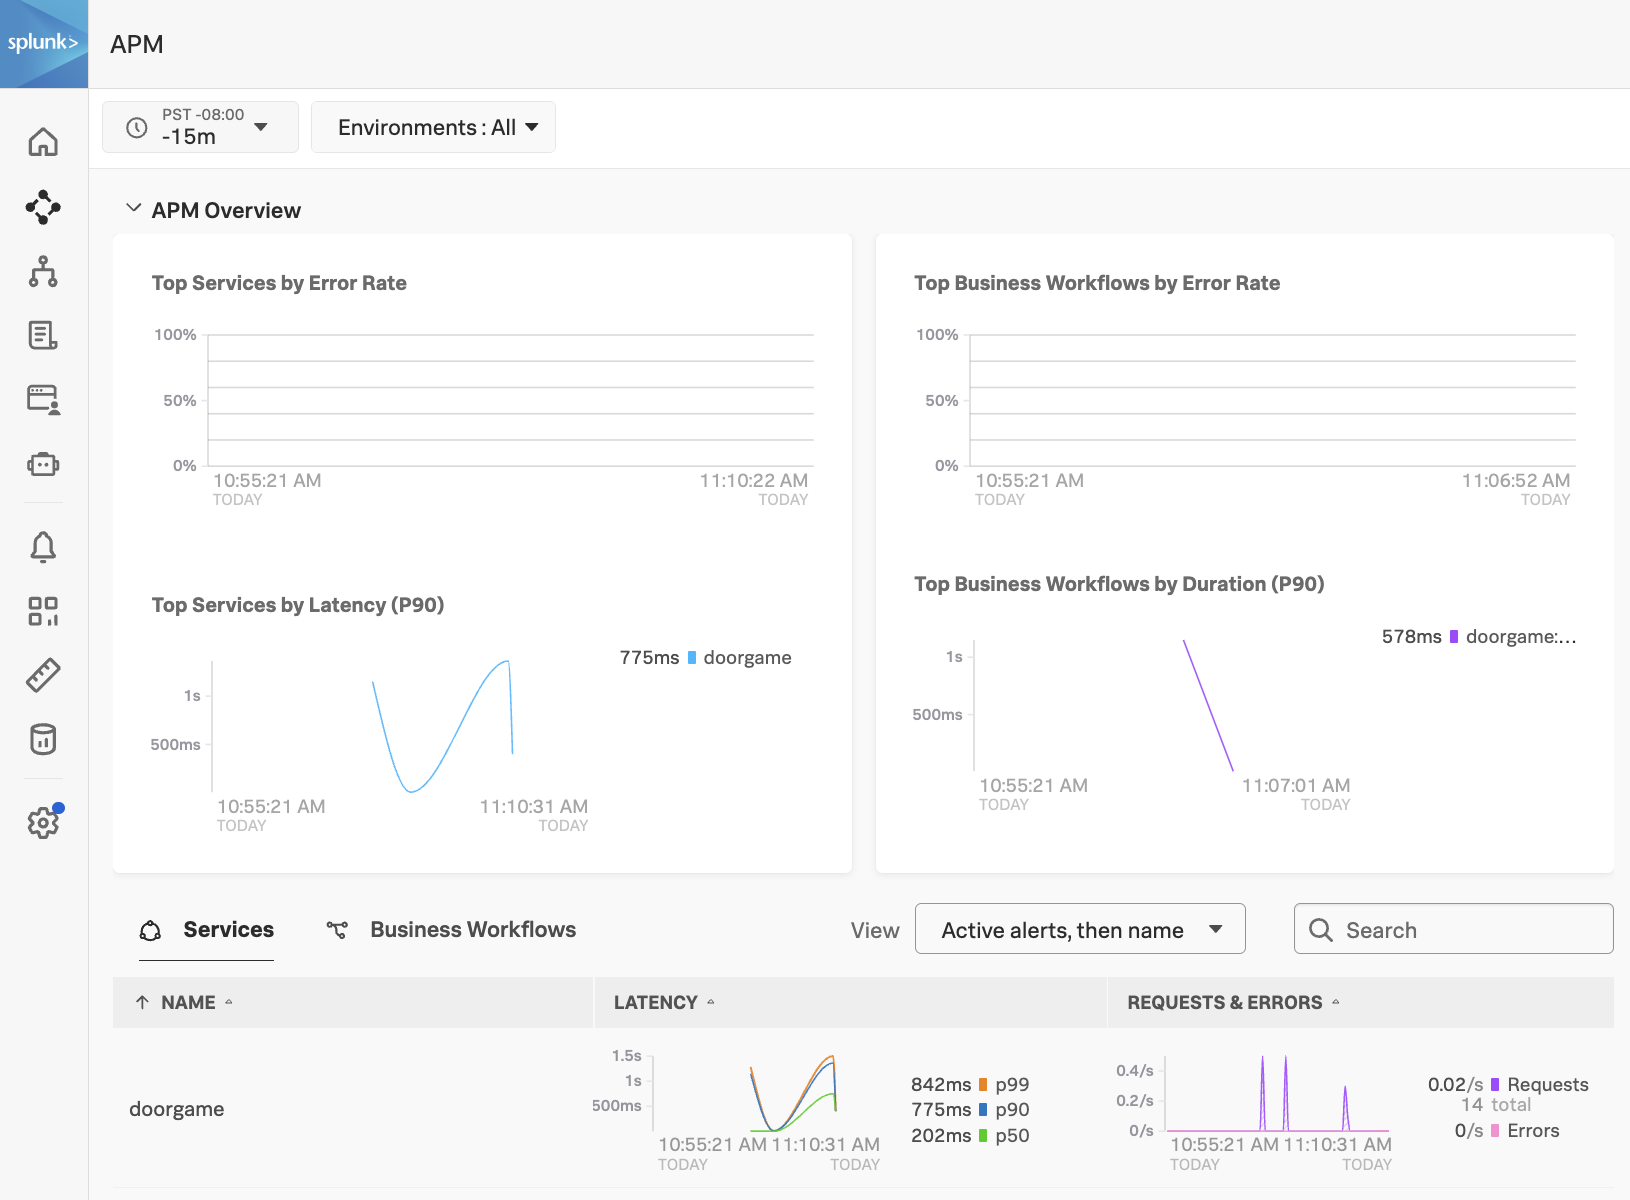 splunk>
APM
PST -08:00
-15m
Environments : All
APM Overview
Top Services by Error Rate
100%
50%
0%
10:55:21 AM
TODAY
11:10:22 AM
TODAY
Top Services by Latency (P90)
1s
500ms
10:55:21 AM
TODAY
11:10:31 AM
TODAY
775ms doorgame
Top Business Workflows by Error Rate
100%
50%
0%
10:55:21 AM
TODAY
11:06:52 AM
TODAY
Top Business Workflows by Duration (P90)
1s
500ms
10:55:21 AM
TODAY
11:07:01 AM
TODAY
578ms doorgame:...
Services
Business Workflows
View
Active alerts, then name
Search
NAME
LATENCY
REQUESTS & ERRORS
doorgame
1.5s
1s
500ms
10:55:21 AM
TODAY
11:10:31 AM
TODAY
842ms p99
775ms p90
202ms p50
0.4/s
0.2/s
0/s
10:55:21 AM
TODAY
11:10:31 AM
TODAY
0.02/s Requests
14 total
0/s Errors